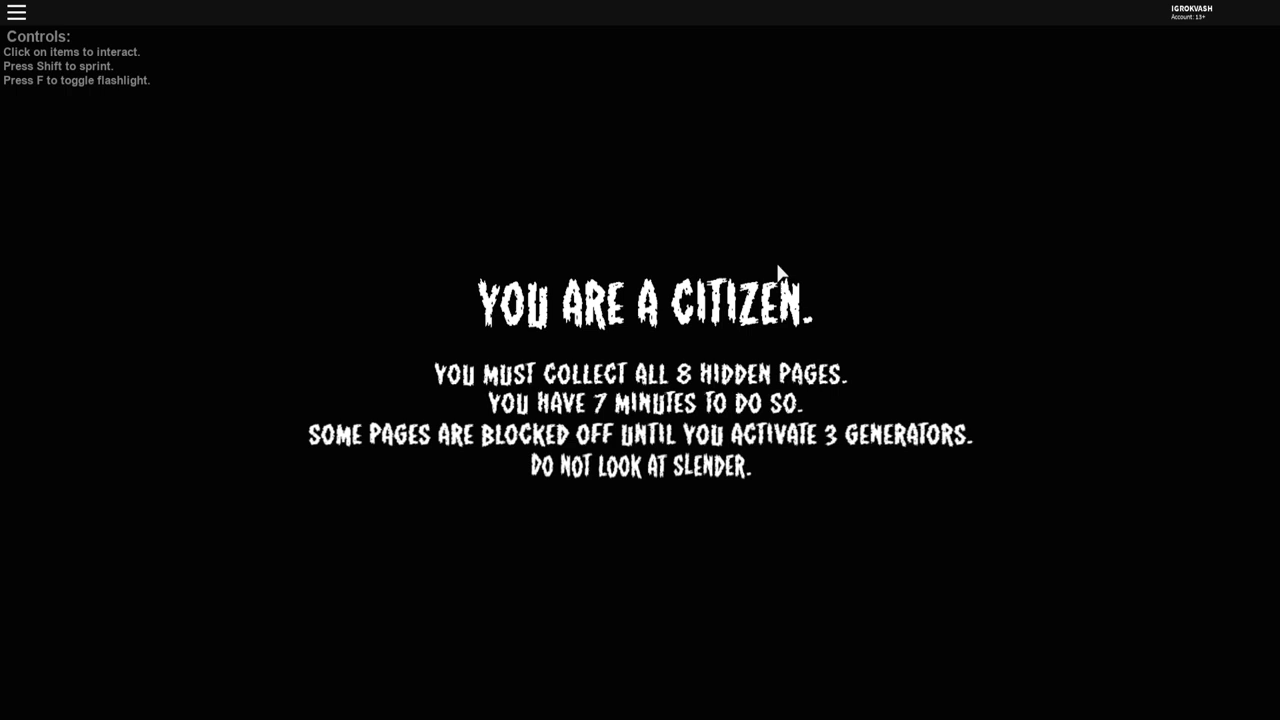 IGROKVASH
Account: 13+
Controls:
Click on items to interact.
Press Shift to sprint.
Press F to toggle flashlight.
YOU ARE A CITIZEN.
YOU MUST COLLECT ALL 8 HIDDEN PAGES.
YOU HAVE 7 MINUTES TO DO SO.
SOME PAGES ARE BLOCKED OFF UNTIL YOU ACTIVATE 3 GENERATORS.
DO NOT LOOK AT SLENDER.